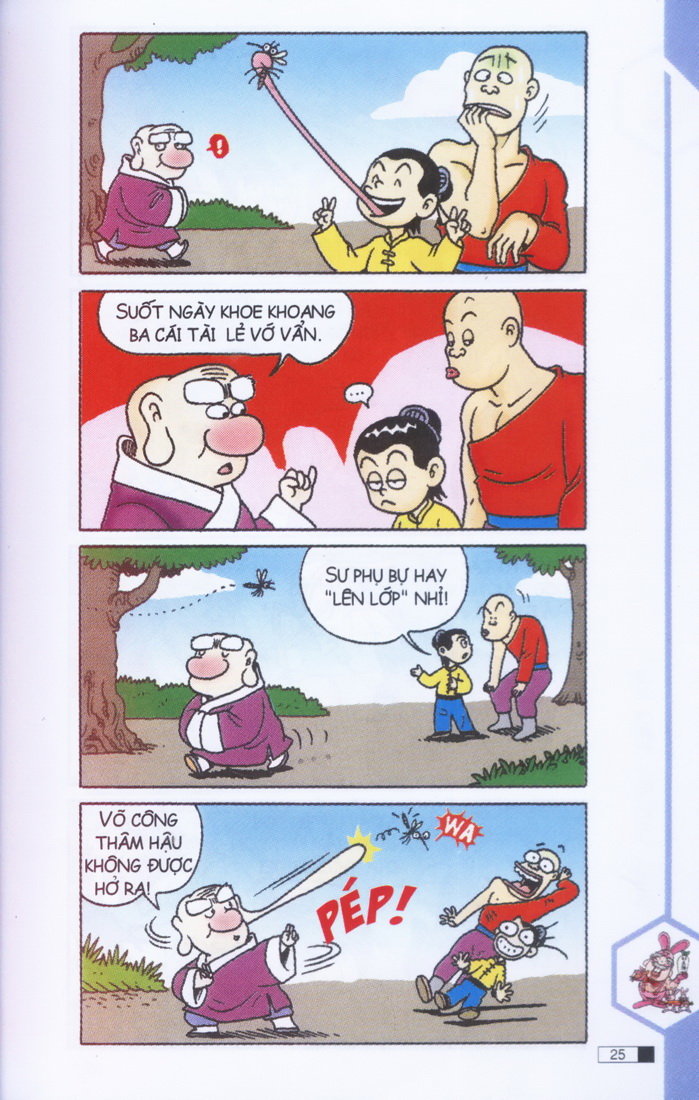 !
SUỐT NGÀY KHOE KHOANG
BA CÁI TÀI LẺ VỚ VẨN.
...
SƯ PHỤ BỰ HAY
"LÊN LỚP" NHỈ!
VÕ CÔNG
THÂM HẬU
KHÔNG ĐƯỢC
HỞ RA!
PÉP!
WA
25